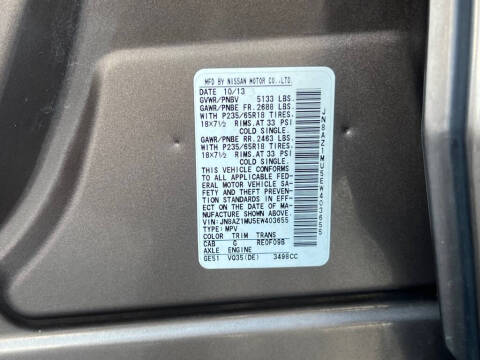 MFD BY NISSAN MOTOR CO.,LTD.
DATE 10/13
GVWR/PNBV 5133 LBS.
GAWR/PNBE FR. 2688 LBS.
WITH P235/65R18 TIRES.
18X7½ RIMS. AT 33 PSI
COLD SINGLE.
GAWR/PNBE RR. 2463 LBS.
WITH P235/65R18 TIRES.
18X7½ RIMS. AT 33 PSI
COLD SINGLE.
THIS VEHICLE CONFORMS
TO ALL APPLICABLE FED-
ERAL MOTOR VEHICLE SA-
FETY AND THEFT PREVENTION
STANDARDS IN EFFE-
CT ON THE DATE OF MA-
NUFACTURE SHOWN ABOVE.
VIN: JN8AZ1MU5EW403655
TYPE: MPV
COLOR TRIM TRANS
CAB G RE0F09B
AXLE ENGINE
GE51 VQ35(DE) 3498CC
JN8AZ1MU5EW403655